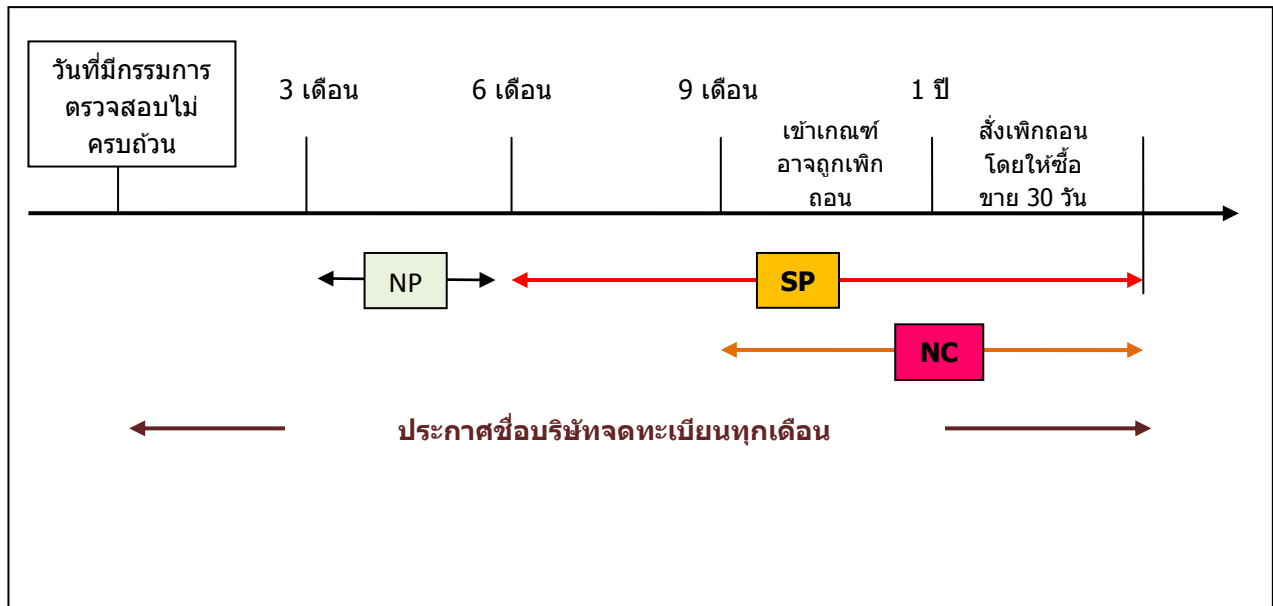 วันที่มีกรรมการ
ตรวจสอบไม่
ครบถ้วน
3 เดือน
6 เดือน
9 เดือน
1 ปี
เข้าเกณฑ์
อาจถูกเพิก
ถอน
สั่งเพิกถอน
โดยให้ซื้อ
ขาย 30 วัน
NP
SP
NC
ประกาศชื่อบริษัทจดทะเบียนทุกเดือน